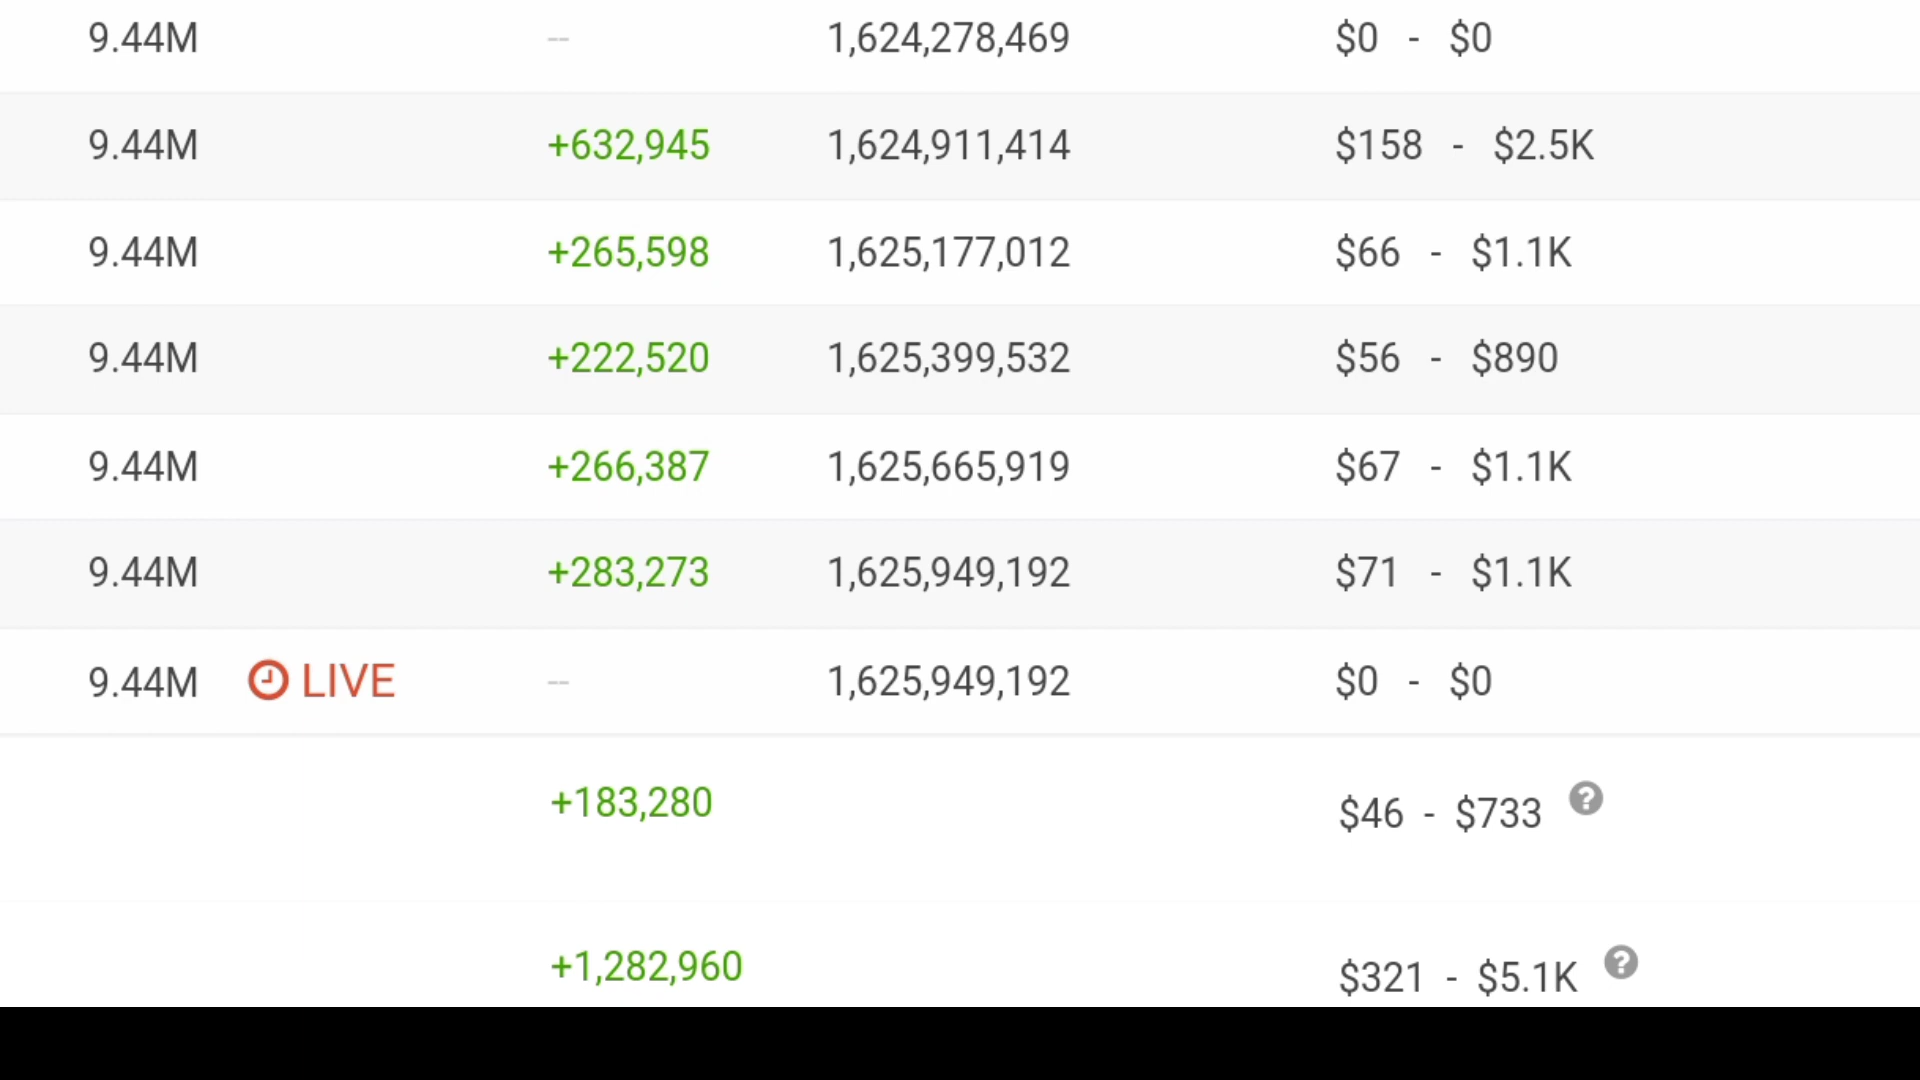 9.44M -- 1,624,278,469 $0 - $0
9.44M +632,945 1,624,911,414 $158 - $2.5K
9.44M +265,598 1,625,177,012 $66 - $1.1K
9.44M +222,520 1,625,399,532 $56 - $890
9.44M +266,387 1,625,665,919 $67 - $1.1K
9.44M +283,273 1,625,949,192 $71 - $1.1K
9.44M LIVE -- 1,625,949,192 $0 - $0
+183,280 $46 - $733 ?
+1,282,960 $321 - $5.1K ?